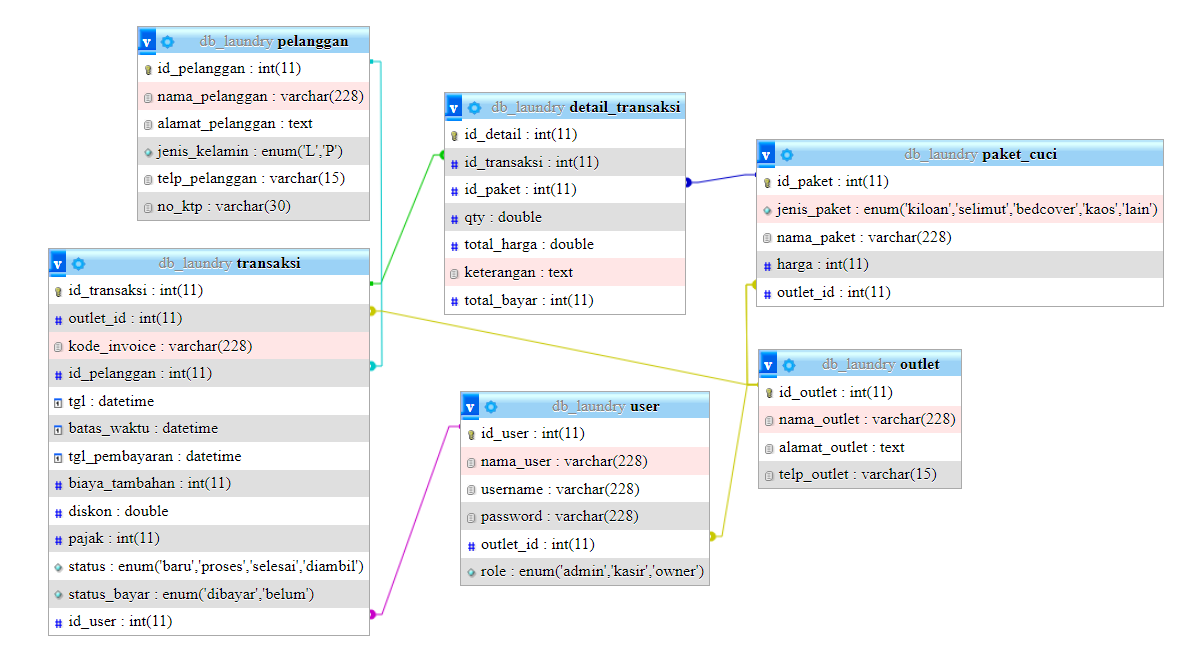 v db_laundry pelanggan
id_pelanggan : int(11)
nama_pelanggan : varchar(228)
alamat_pelanggan : text
jenis_kelamin : enum('L','P')
telp_pelanggan : varchar(15)
no_ktp : varchar(30)
v db_laundry detail_transaksi
id_detail : int(11)
# id_transaksi : int(11)
# id_paket : int(11)
# qty : double
# total_harga : double
keterangan : text
# total_bayar : int(11)
v db_laundry paket_cuci
id_paket : int(11)
jenis_paket : enum('kiloan','selimut','bedcover','kaos','lain')
nama_paket : varchar(228)
# harga : int(11)
# outlet_id : int(11)
v db_laundry transaksi
id_transaksi : int(11)
# outlet_id : int(11)
kode_invoice : varchar(228)
# id_pelanggan : int(11)
tgl : datetime
batas_waktu : datetime
tgl_pembayaran : datetime
# biaya_tambahan : int(11)
# diskon : double
# pajak : int(11)
status : enum('baru','proses','selesai','diambil')
status_bayar : enum('dibayar','belum')
# id_user : int(11)
v db_laundry user
id_user : int(11)
nama_user : varchar(228)
username : varchar(228)
password : varchar(228)
# outlet_id : int(11)
role : enum('admin','kasir','owner')
v db_laundry outlet
id_outlet : int(11)
nama_outlet : varchar(228)
alamat_outlet : text
telp_outlet : varchar(15)